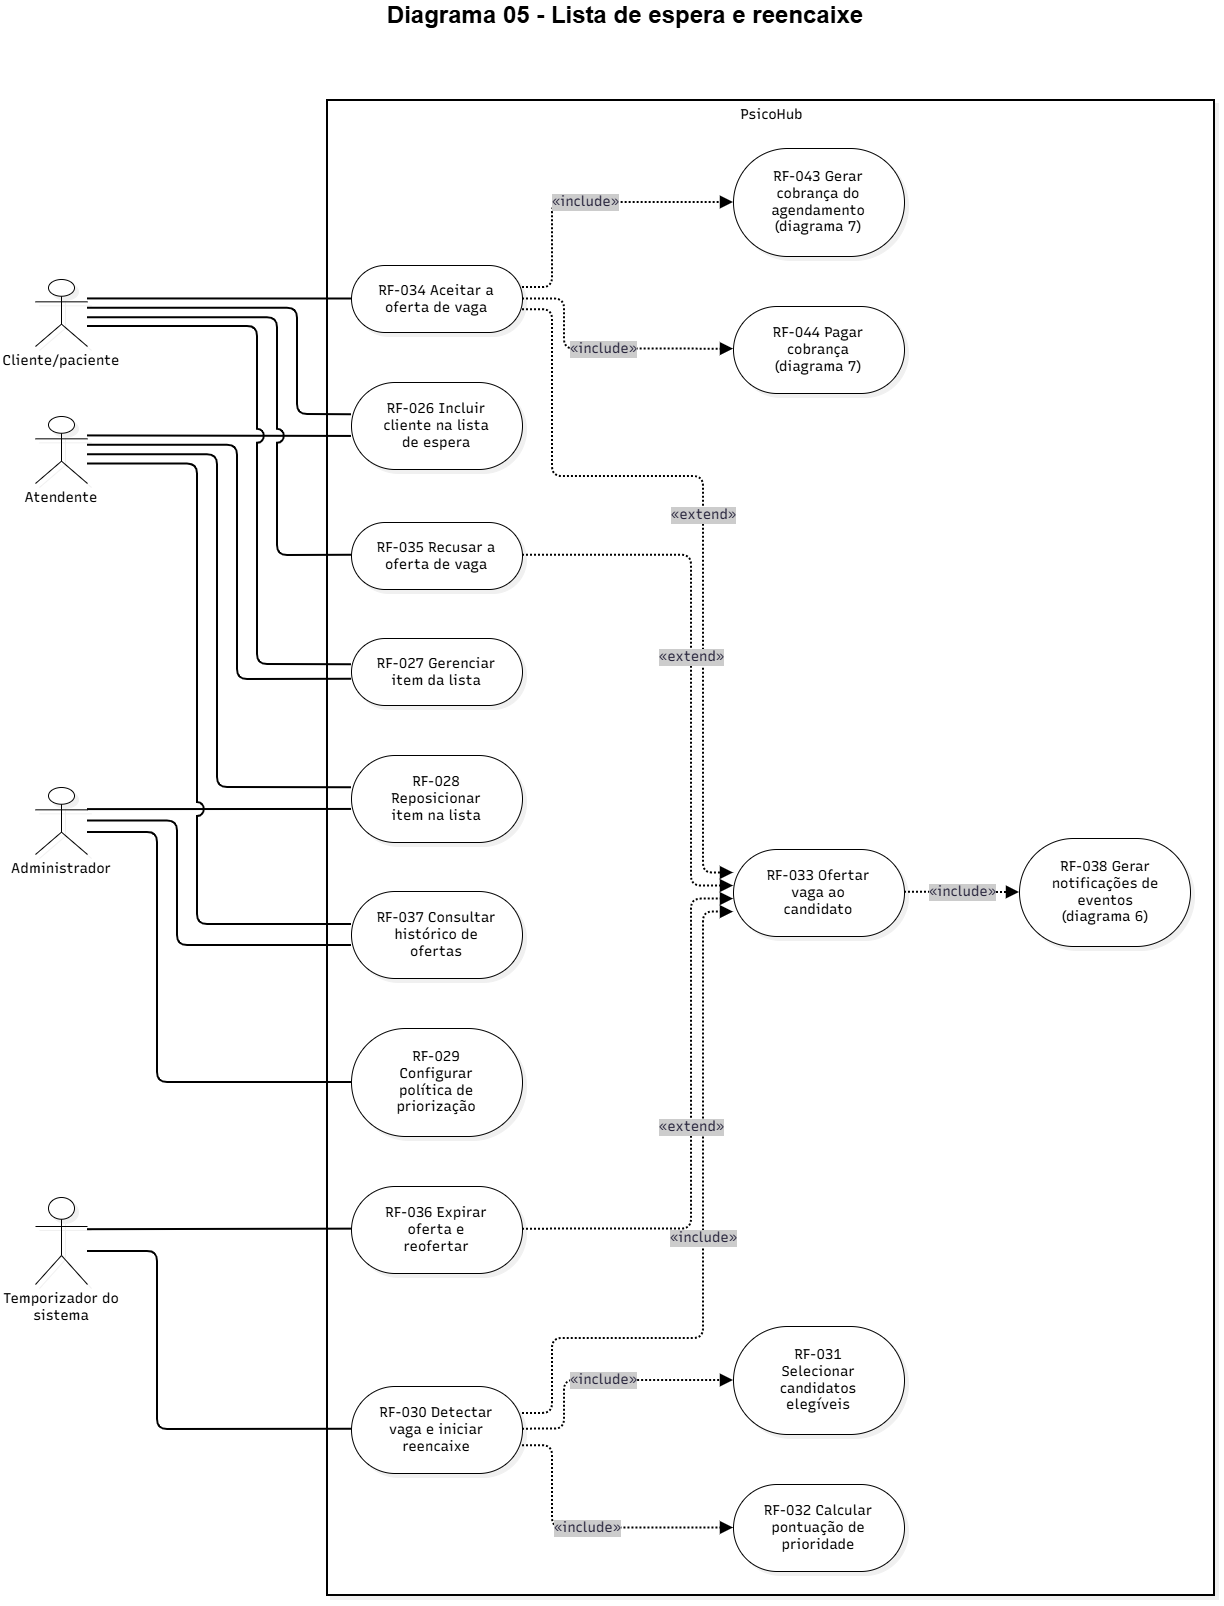 Diagrama 05 - Lista de espera e reencaixe
PsicoHub
RF-043 Gerar
cobrança do
agendamento
(diagrama 7)
«include»
RF-034 Aceitar a
oferta de vaga
Cliente/paciente
«include»
RF-044 Pagar
cobrança
(diagrama 7)
RF-026 Incluir
cliente na lista
de espera
Atendente
«extend»
RF-035 Recusar a
oferta de vaga
«extend»
RF-027 Gerenciar
item da lista
RF-028
Reposicionar
item na lista
Administrador
RF-033 Ofertar
vaga ao
candidato
«include»
RF-038 Gerar
notificações de
eventos
(diagrama 6)
RF-037 Consultar
histórico de
ofertas
RF-029
Configurar
política de
priorização
«extend»
RF-036 Expirar
oferta e
reofertar
«include»
Temporizador do
sistema
RF-031
Selecionar
candidatos
elegíveis
«include»
RF-030 Detectar
vaga e iniciar
reencaixe
«include»
RF-032 Calcular
pontuação de
prioridade